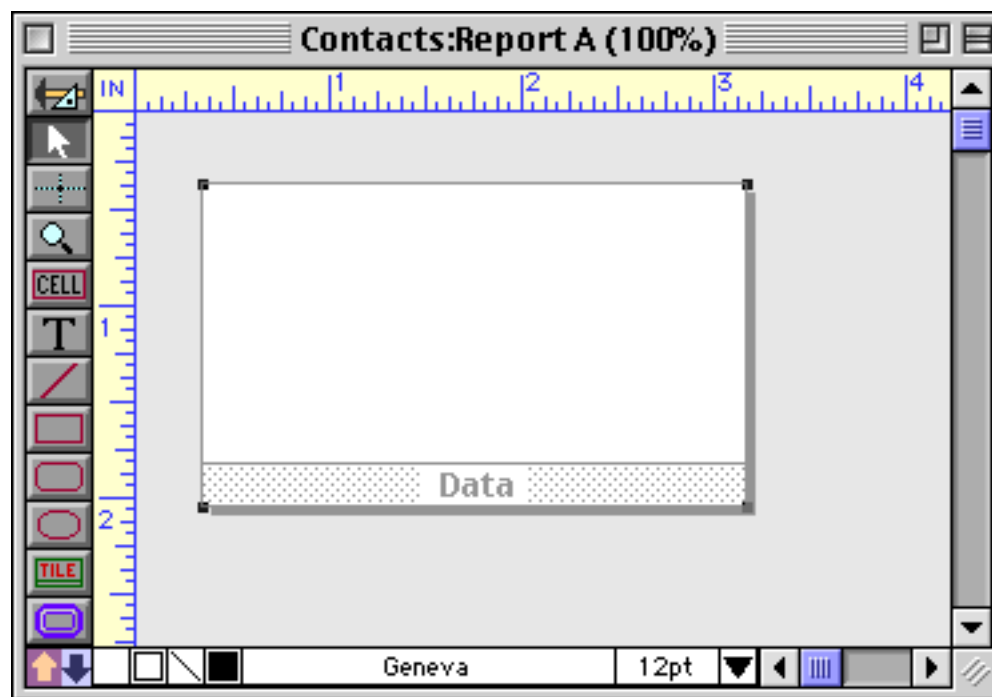 Contacts:Report A (100%)
IN 1 2 3 4
CELL
T
1
Data
2
TILE
Geneva 12pt